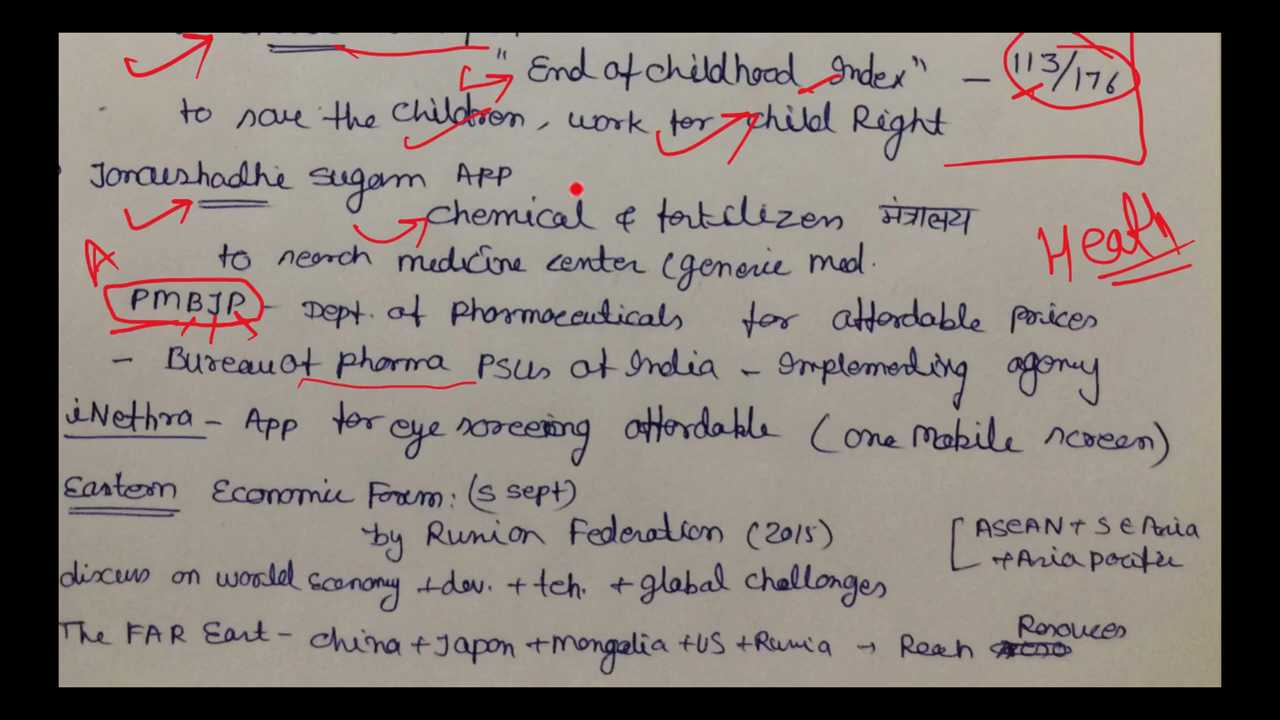 "End of childhood Index" - 113/176
to save the children, work for child Right
Janaushadhi sugam APP
chemical & fertilizer मंत्रालय
Health
to search medicine center (generic med.
PMBJP - Dept. of Pharmaceuticals for affordable prices
- Bureau of pharma PSUs of India - Implementing agency
iNethra - App for eye screening affordable (one mobile screen)
Eastern Economic Forum: (5 sept)
by Russian Federation (2015)
[ASEAN + S E Asia
+ Asia pacific
discuss on world economy + dev. + tch. + global challenges
The FAR East - china + Japan + Mongolia + US + Russia → Reach Resources